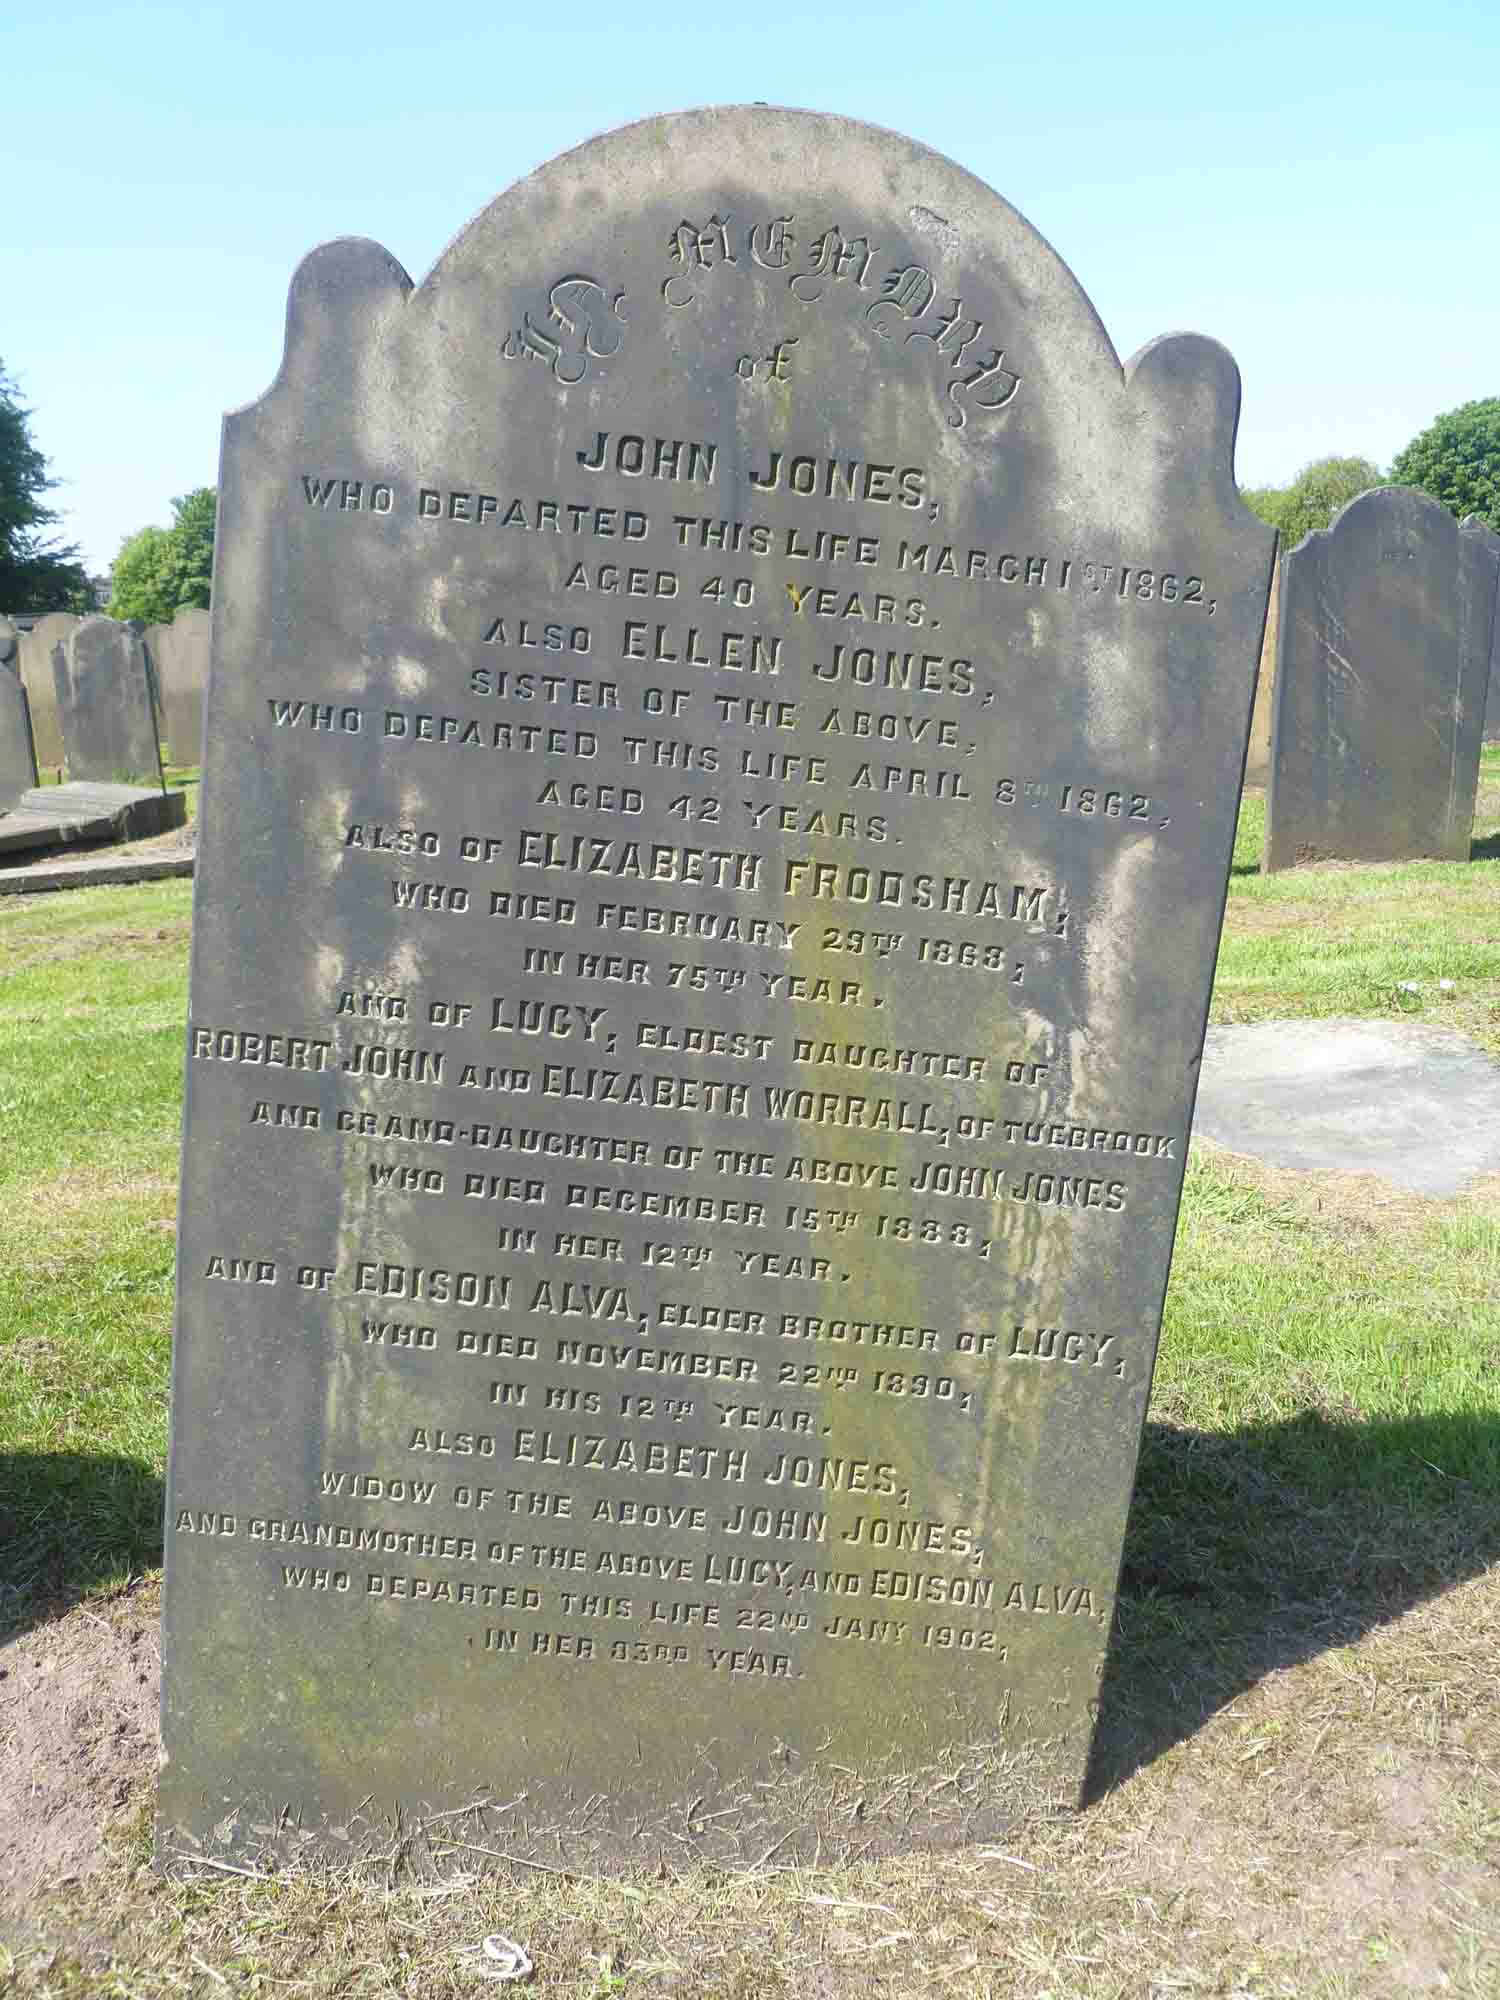 In MEMORY
of
JOHN JONES,
WHO DEPARTED THIS LIFE MARCH 1ST 1862,
AGED 40 YEARS.
ALSO ELLEN JONES,
SISTER OF THE ABOVE,
WHO DEPARTED THIS LIFE APRIL 8TH 1862,
AGED 42 YEARS.
ALSO OF ELIZABETH FRODSHAM,
WHO DIED FEBRUARY 29TH 1868,
IN HER 75TH YEAR.
AND OF LUCY, ELDEST DAUGHTER OF
ROBERT JOHN AND ELIZABETH WORRALL, OF TUEBROOK
AND GRAND-DAUGHTER OF THE ABOVE JOHN JONES
WHO DIED DECEMBER 15TH 1888,
IN HER 12TH YEAR.
AND OF EDISON ALVA, ELDER BROTHER OF LUCY,
WHO DIED NOVEMBER 22ND 1890,
IN HIS 12TH YEAR.
ALSO ELIZABETH JONES,
WIDOW OF THE ABOVE JOHN JONES,
AND GRANDMOTHER OF THE ABOVE LUCY, AND EDISON ALVA,
WHO DEPARTED THIS LIFE 22ND JANY 1902,
IN HER 83RD YEAR.